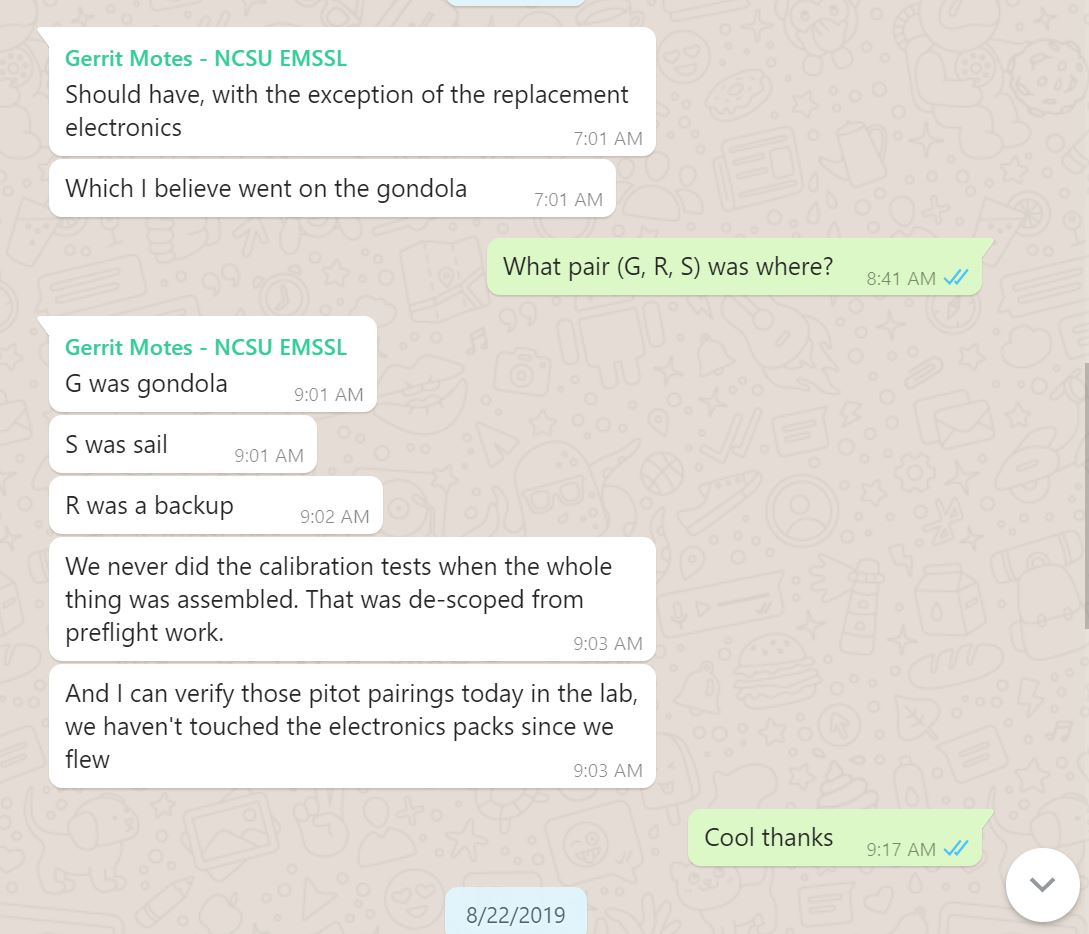 Gerrit Motes - NCSU EMSSL
Should have, with the exception of the replacement
electronics
7:01 AM
Which I believe went on the gondola
7:01 AM
What pair (G, R, S) was where?
8:41 AM
Gerrit Motes - NCSU EMSSL
G was gondola
9:01 AM
S was sail
9:01 AM
R was a backup
9:02 AM
We never did the calibration tests when the whole
thing was assembled. That was de-scoped from
preflight work.
9:03 AM
And I can verify those pitot pairings today in the lab,
we haven't touched the electronics packs since we
flew
9:03 AM
Cool thanks
9:17 AM
8/22/2019